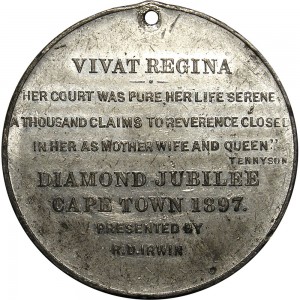 VIVAT REGINA
"HER COURT WAS PURE HER LIFE SERENE
A THOUSAND CLAIMS TO REVERENCE CLOSED
IN HER AS MOTHER WIFE AND QUEEN"
TENNYSON
DIAMOND JUBILEE
CAPE TOWN 1897.
PRESENTED BY
R.D.IRWIN